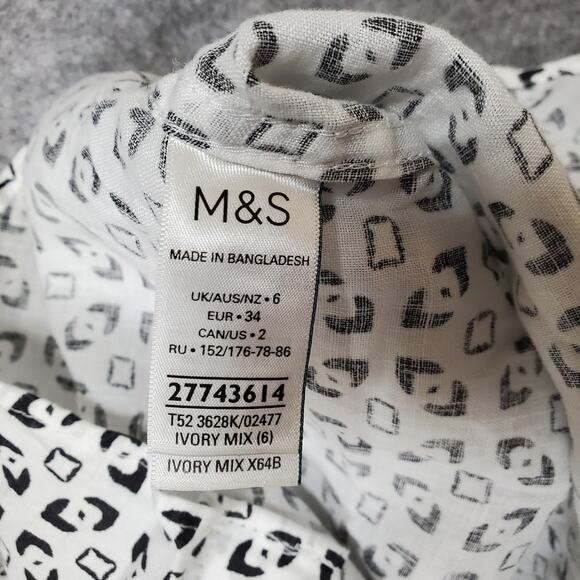 M&S
MADE IN BANGLADESH
UK/AUS/NZ • 6
EUR • 34
CAN/US • 2
RU • 152/176-78-86
27743614
T52 3628K/02477
IVORY MIX (6)
IVORY MIX X64B